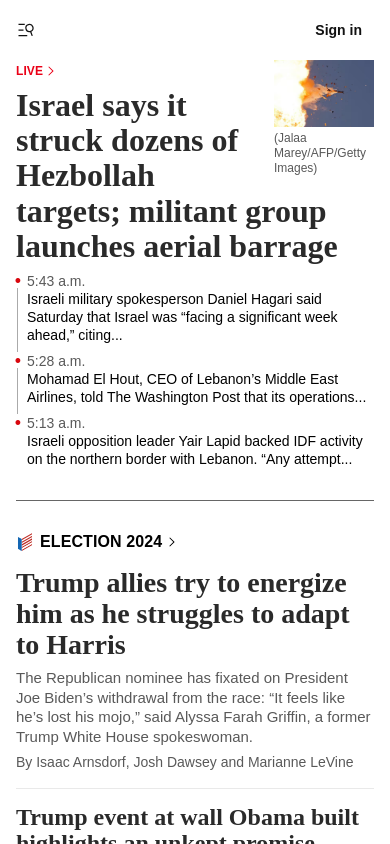 Sign in
LIVE
Israel says it
struck dozens of
Hezbollah
targets; militant group
launches aerial barrage
(Jalaa
Marey/AFP/Getty
Images)
5:43 a.m.
Israeli military spokesperson Daniel Hagari said
Saturday that Israel was “facing a significant week
ahead,” citing...
5:28 a.m.
Mohamad El Hout, CEO of Lebanon’s Middle East
Airlines, told The Washington Post that its operations...
5:13 a.m.
Israeli opposition leader Yair Lapid backed IDF activity
on the northern border with Lebanon. “Any attempt...
ELECTION 2024
Trump allies try to energize
him as he struggles to adapt
to Harris
The Republican nominee has fixated on President
Joe Biden’s withdrawal from the race: “It feels like
he’s lost his mojo,” said Alyssa Farah Griffin, a former
Trump White House spokeswoman.
By Isaac Arnsdorf, Josh Dawsey and Marianne LeVine
Trump event at wall Obama built
highlights an unkept promise